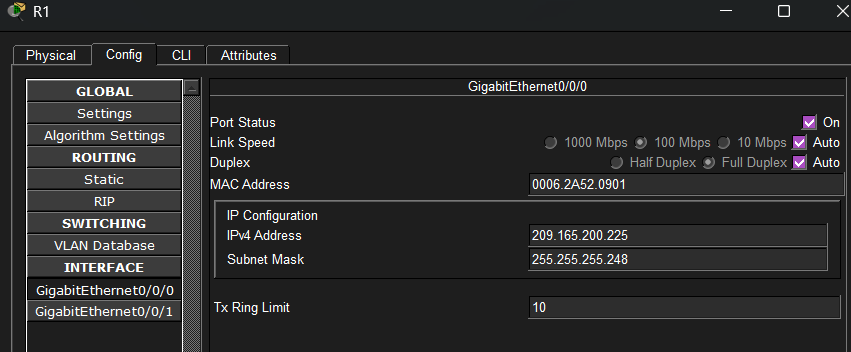 R1
Physical Config CLI Attributes
GLOBAL
Settings
Algorithm Settings
ROUTING
Static
RIP
SWITCHING
VLAN Database
INTERFACE
GigabitEthernet0/0/0
GigabitEthernet0/0/1
GigabitEthernet0/0/0
Port Status On
Link Speed 1000 Mbps 100 Mbps 10 Mbps Auto
Duplex Half Duplex Full Duplex Auto
MAC Address 0006.2A52.0901
IP Configuration
IPv4 Address 209.165.200.225
Subnet Mask 255.255.255.248
Tx Ring Limit 10